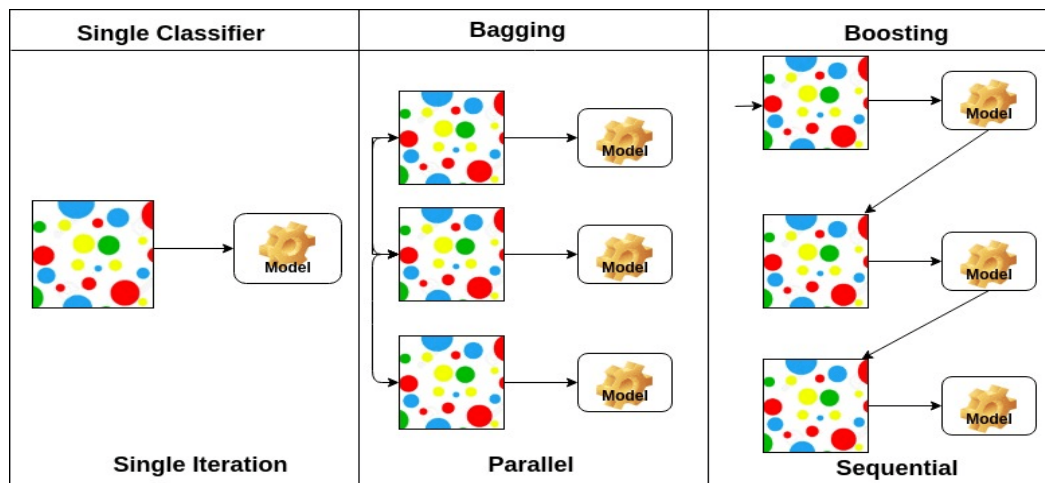 Single Classifier
Bagging
Boosting
Model
Model
Model
Model
Model
Model
Model
Single Iteration
Parallel
Sequential